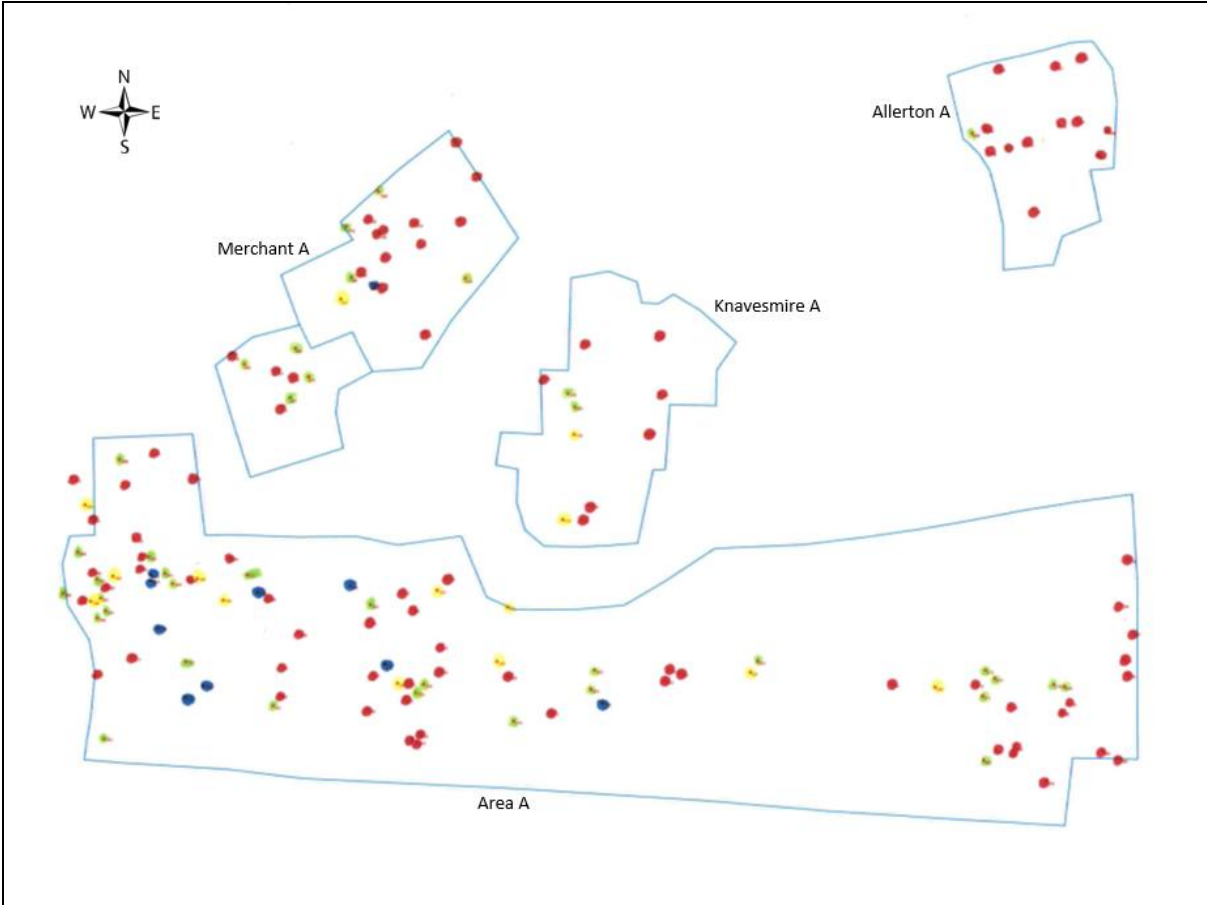 N
W E
S
Allerton A
Merchant A
Knavesmire A
Area A